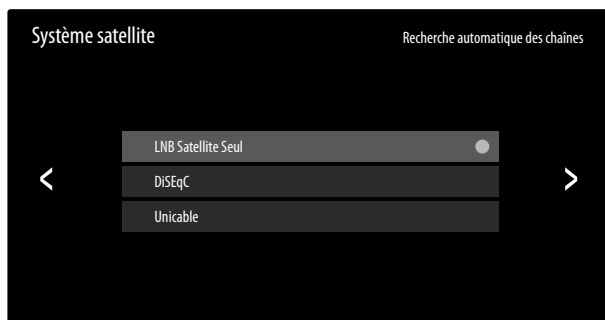 Système satellite
Recherche automatique des chaînes
LNB Satellite Seul
DiSEqC
Unicable